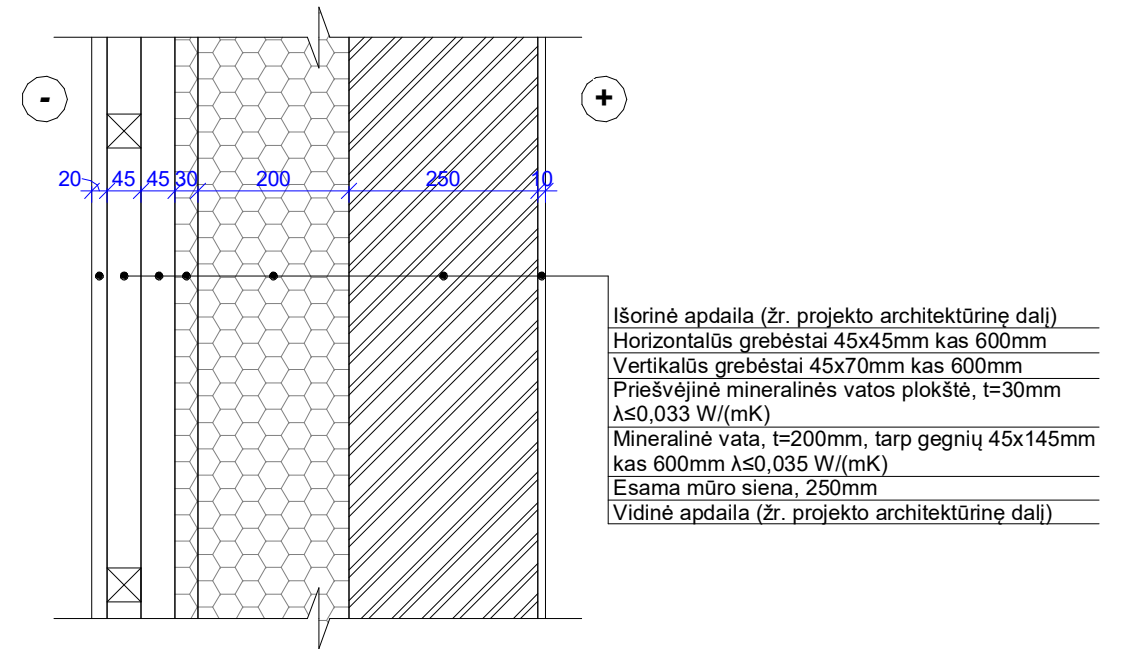 -
+
20 45 45 30 200 250 10
Išorinė apdaila (žr. projekto architektūrinę dalį)
Horizontalūs grebėstai 45x45mm kas 600mm
Vertikalūs grebėstai 45x70mm kas 600mm
Priešvėjinė mineralinės vatos plokštė, t=30mm
λ≤0,033 W/(mK)
Mineralinė vata, t=200mm, tarp gegnių 45x145mm
kas 600mm λ≤0,035 W/(mK)
Esama mūro siena, 250mm
Vidinė apdaila (žr. projekto architektūrinę dalį)